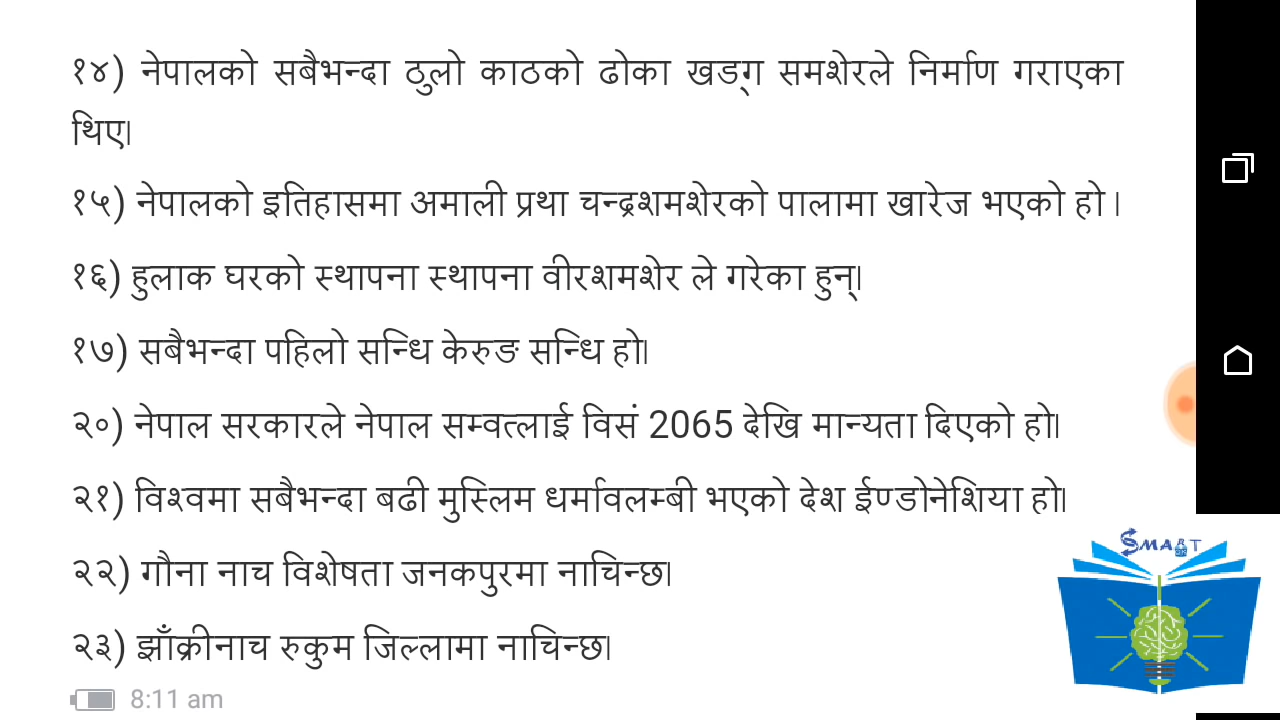 १४) नेपालको सबैभन्दा ठुलो काठको ढोका खड्ग समशेरले निर्माण गराएका
थिए।
१५) नेपालको इतिहासमा अमाली प्रथा चन्द्रशमशेरको पालामा खारेज भएको हो ।
१६) हुलाक घरको स्थापना स्थापना वीरशमशेर ले गरेका हुन्।
१७) सबैभन्दा पहिलो सन्धि केरुङ सन्धि हो।
२०) नेपाल सरकारले नेपाल सम्वत्लाई विसं 2065 देखि मान्यता दिएको हो।
२१) विश्वमा सबैभन्दा बढी मुस्लिम धर्मावलम्बी भएको देश ईण्डोनेशिया हो।
२२) गौना नाच विशेषता जनकपुरमा नाचिन्छ।
२३) झाँक्रीनाच रुकुम जिल्लामा नाचिन्छ।
8:11 am
SMART